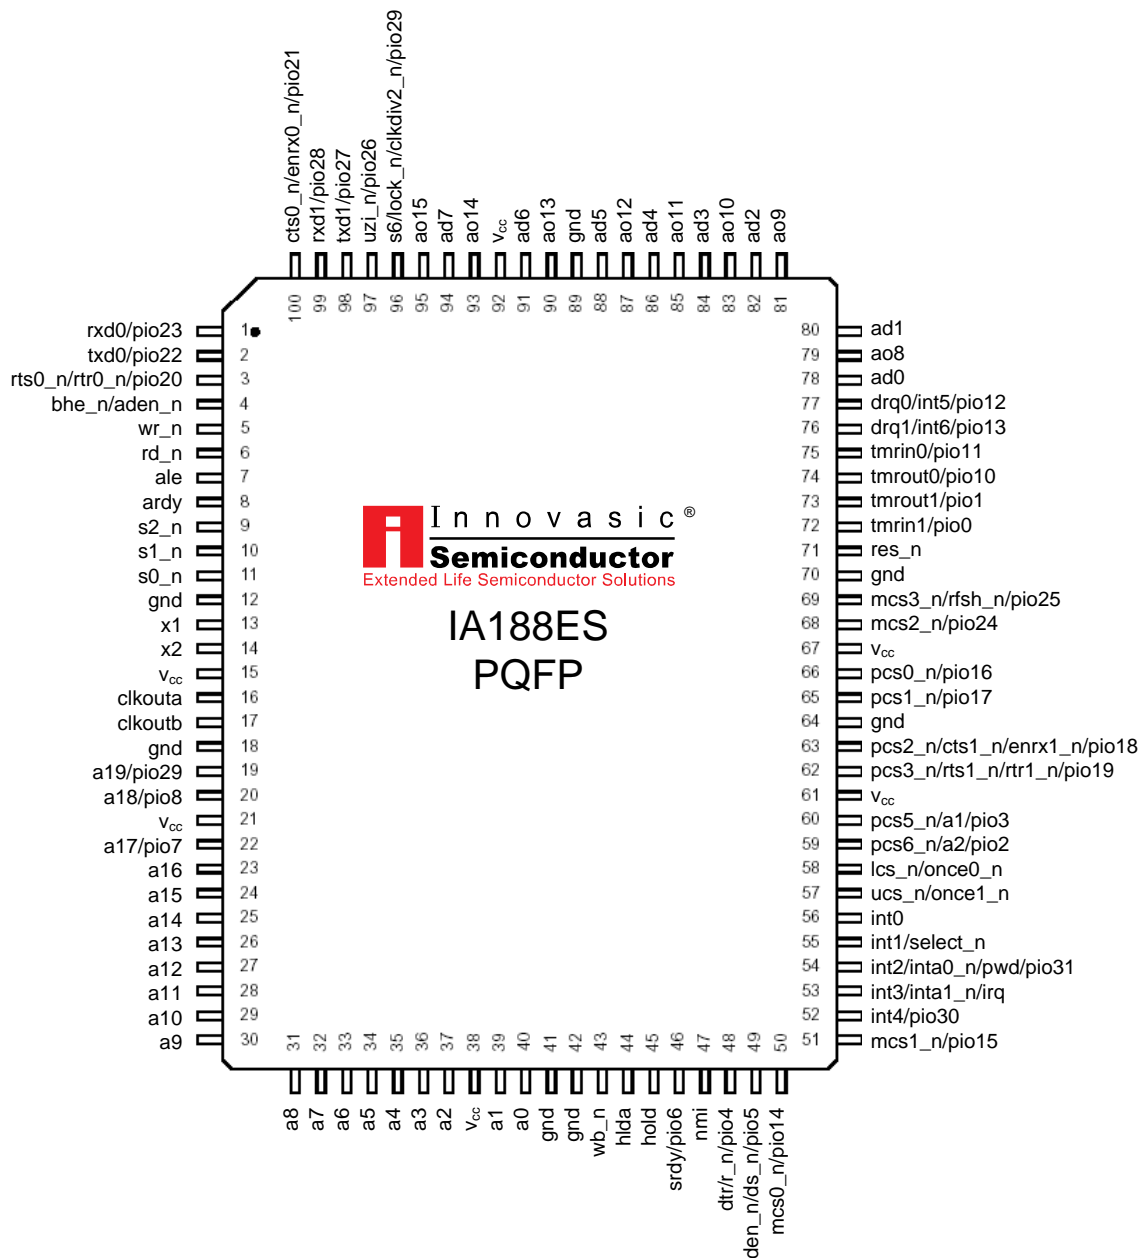 cts0_n/enrx0_n/pio21
rxd1/pio28
txd1/pio27
uzi_n/pio26
s6/lock_n/clkdiv2_n/pio29
ao15
ad7
ao14
vcc
ad6
ao13
gnd
ad5
ao12
ad4
ao11
ad3
ao10
ad2
ao9
100 99 98 97 96 95 94 93 92 91 90 89 88 87 86 85 84 83 82 81
rxd0/pio23 1
txd0/pio22 2
rts0_n/rtr0_n/pio20 3
bhe_n/aden_n 4
wr_n 5
rd_n 6
ale 7
ardy 8
s2_n 9
s1_n 10
s0_n 11
gnd 12
x1 13
x2 14
vcc 15
clkouta 16
clkoutb 17
gnd 18
a19/pio29 19
a18/pio8 20
vcc 21
a17/pio7 22
a16 23
a15 24
a14 25
a13 26
a12 27
a11 28
a10 29
a9 30
i Innovasic ®
Semiconductor
Extended Life Semiconductor Solutions
IA188ES
PQFP
80 ad1
79 ao8
78 ad0
77 drq0/int5/pio12
76 drq1/int6/pio13
75 tmrin0/pio11
74 tmrout0/pio10
73 tmrout1/pio1
72 tmrin1/pio0
71 res_n
70 gnd
69 mcs3_n/rfsh_n/pio25
68 mcs2_n/pio24
67 vcc
66 pcs0_n/pio16
65 pcs1_n/pio17
64 gnd
63 pcs2_n/cts1_n/enrx1_n/pio18
62 pcs3_n/rts1_n/rtr1_n/pio19
61 vcc
60 pcs5_n/a1/pio3
59 pcs6_n/a2/pio2
58 lcs_n/once0_n
57 ucs_n/once1_n
56 int0
55 int1/select_n
54 int2/inta0_n/pwd/pio31
53 int3/inta1_n/irq
52 int4/pio30
51 mcs1_n/pio15
31 32 33 34 35 36 37 38 39 40 41 42 43 44 45 46 47 48 49 50
a8
a7
a6
a5
a4
a3
a2
vcc
a1
a0
gnd
gnd
wb_n
hlda
hold
srdy/pio6
nmi
dtr/r_n/pio4
den_n/ds_n/pio5
mcs0_n/pio14